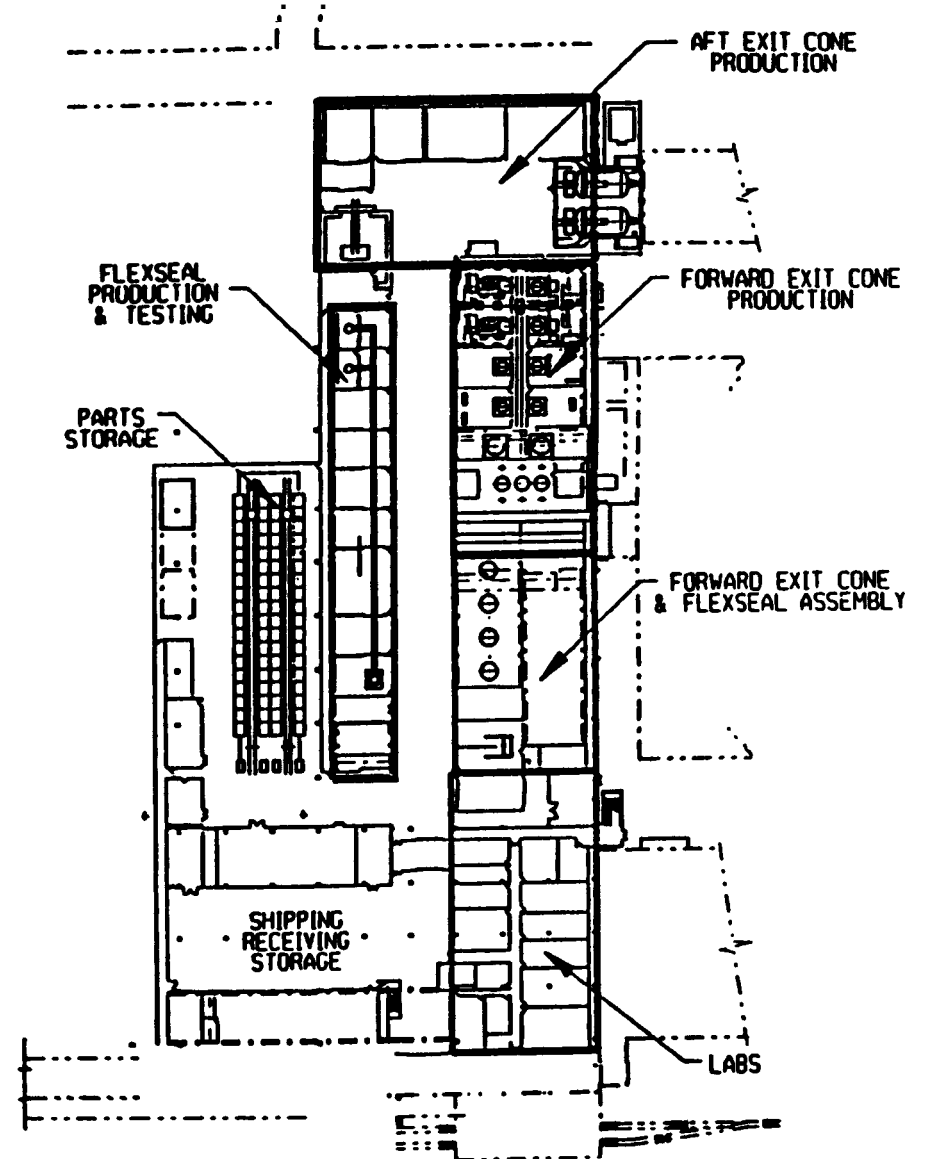 AFT EXIT CONE
PRODUCTION
FLEXSEAL
PRODUCTION
& TESTING
FORWARD EXIT CONE
PRODUCTION
PARTS
STORAGE
FORWARD EXIT CONE
& FLEXSEAL ASSEMBLY
SHIPPING
RECEIVING
STORAGE
LABS